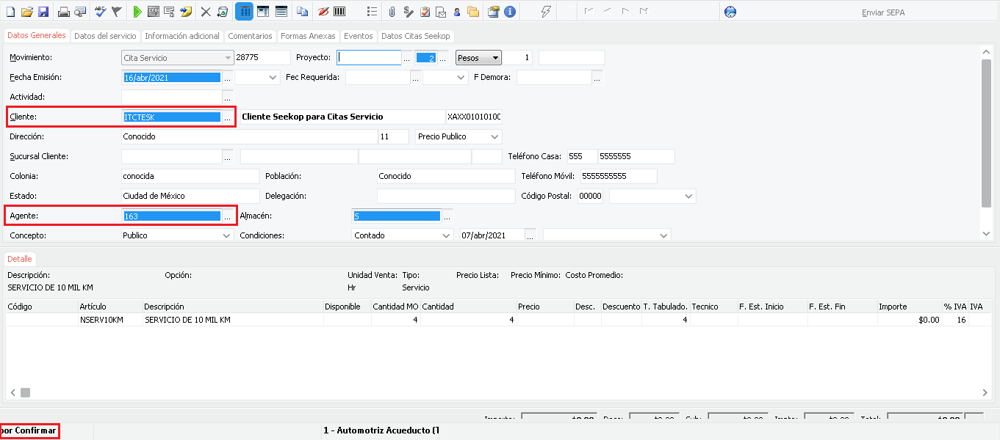 Enviar SEPA
Datos Generales Datos del servicio Información adicional Comentarios Formas Anexas Eventos Datos Citas Seekop
Movimiento: Cita Servicio 28775 Proyecto: ... 2 ... Pesos 1
Fecha Emisión: 16/abr/2021 ... Fec Requerida: ... F Demora: ...
Actividad: ...
Cliente: ITCTESK ... Cliente Seekop para Citas Servicio XAXX0101010C
Dirección: Conocido 11 Precio Publico
Sucursal Cliente: ... Teléfono Casa: 555 5555555
Colonia: conocida Población: Conocido Teléfono Móvil: 5555555555
Estado: Ciudad de México Delegación: Código Postal: 00000
Agente: 163 ... Almacén: S ...
Concepto: Publico Condiciones: Contado 07/abr/2021 ...
Detalle
Descripción: Opción: Unidad Venta: Tipo: Precio Lista: Precio Mínimo: Costo Promedio:
SERVICIO DE 10 MIL KM Hr Servicio
Código Artículo Descripción Disponible Cantidad MO Cantidad Precio Desc. Descuento T. Tabulado. Tecnico F. Est. Inicio F. Est. Fin Importe % IVA IVA
NSERV10KM SERVICIO DE 10 MIL KM 4 4 4 $0.00 16
por Confirmar 1 - Automotriz Acueducto (1